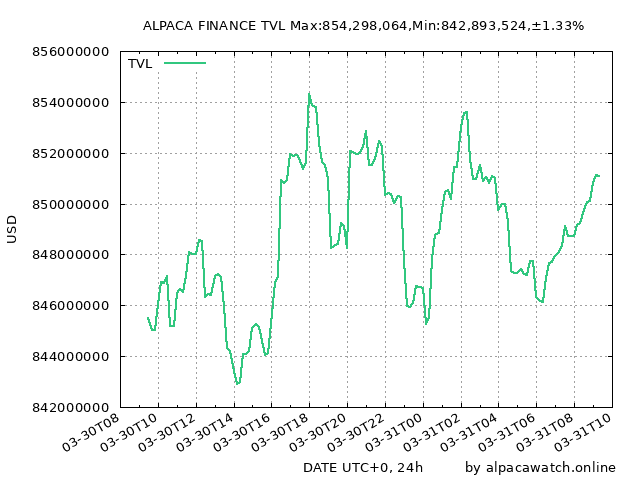 ALPACA FINANCE TVL Max:854,298,064,Min:842,893,524,±1.33%
856000000
TVL
854000000
852000000
850000000
USD
848000000
846000000
844000000
842000000
03-30T08
03-30T10
03-30T12
03-30T14
03-30T16
03-30T18
03-30T20
03-30T22
03-31T00
03-31T02
03-31T04
03-31T06
03-31T08
03-31T10
DATE UTC+0, 24h
by alpacawatch.online